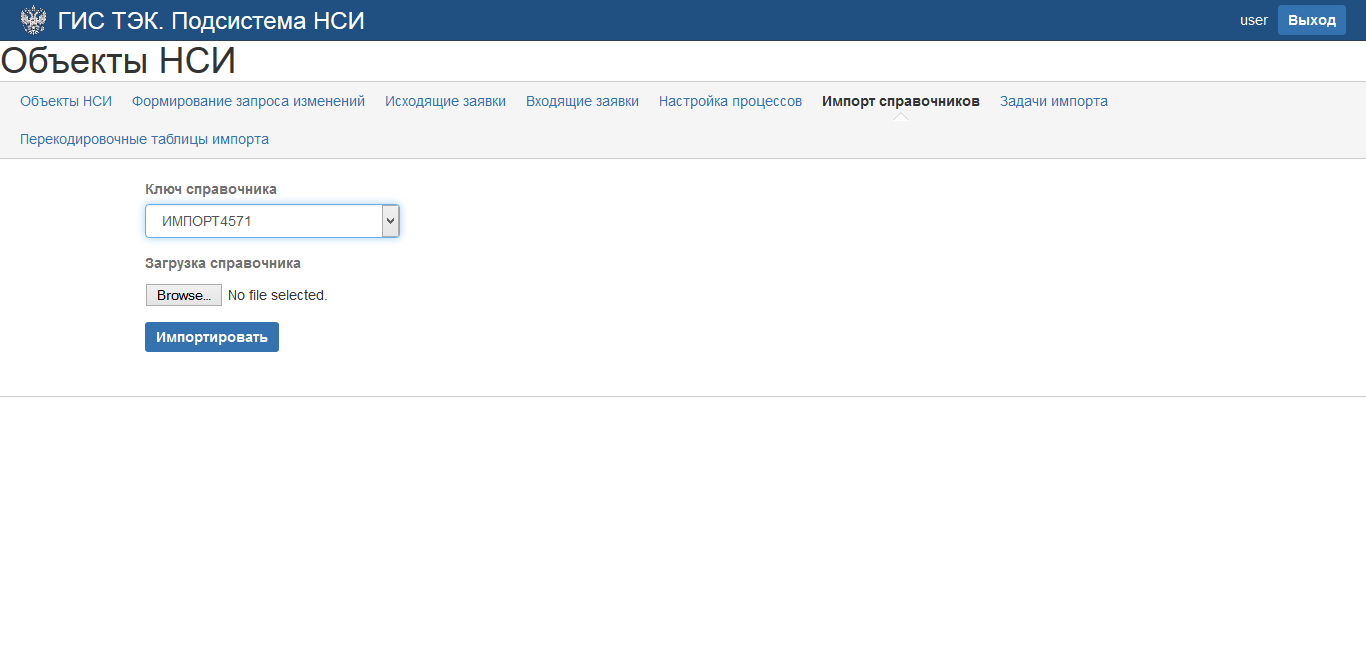 ГИС ТЭК. Подсистема НСИ
user
Выход
Объекты НСИ
Объекты НСИ Формирование запроса изменений Исходящие заявки Входящие заявки Настройка процессов Импорт справочников Задачи импорта
Перекодировочные таблицы импорта
Ключ справочника
ИМПОРТ4571
Загрузка справочника
Browse... No file selected.
Импортировать